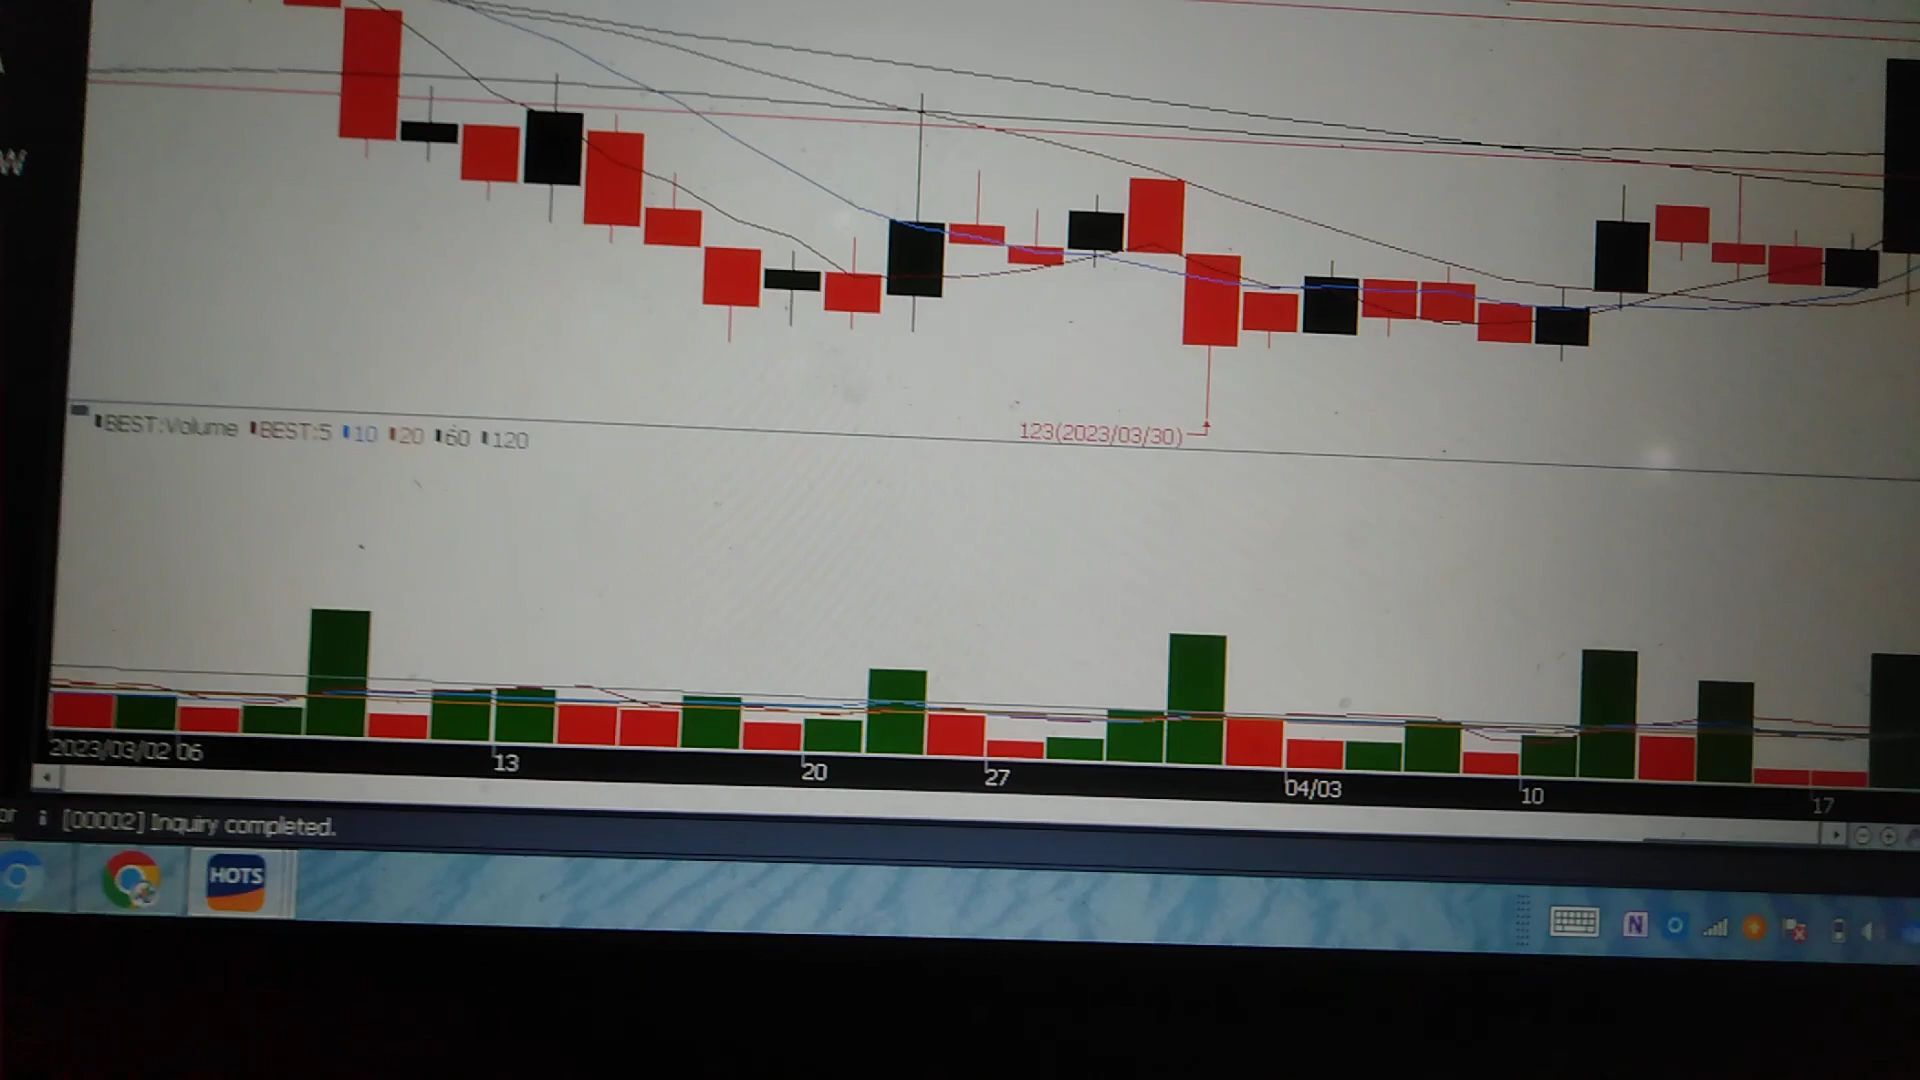 W
BEST:Volume BEST:5 10 20 60 120
123(2023/03/30)
2023/03/02 06 13 20 27 04/03 10 17
or [00002] Inquiry completed.
HOTS
N